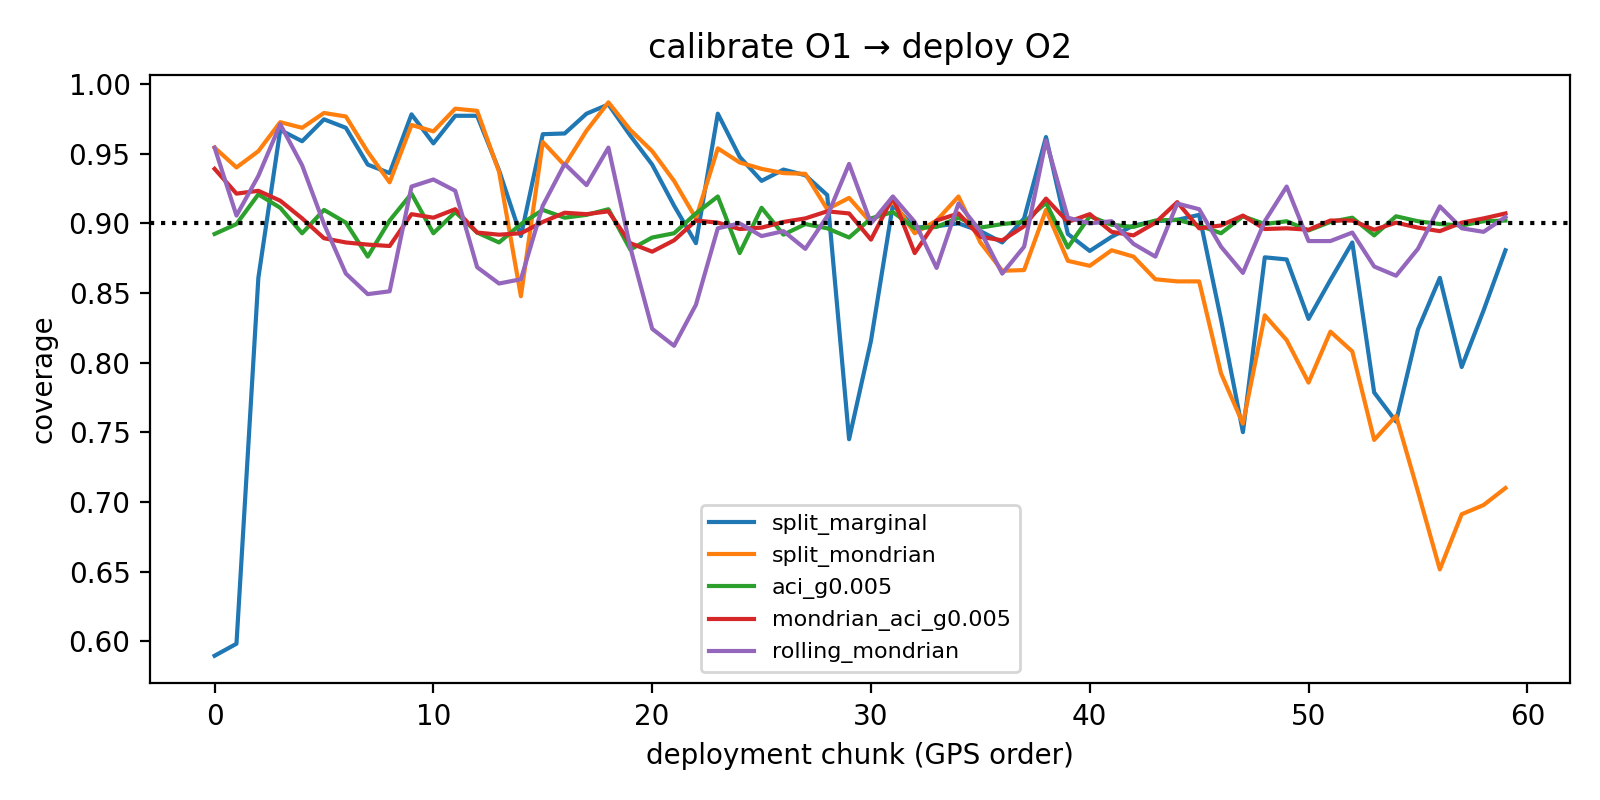 calibrate O1 → deploy O2
coverage
1.00
0.95
0.90
0.85
0.80
0.75
0.70
0.65
0.60
split_marginal
split_mondrian
aci_g0.005
mondrian_aci_g0.005
rolling_mondrian
0 10 20 30 40 50 60
deployment chunk (GPS order)